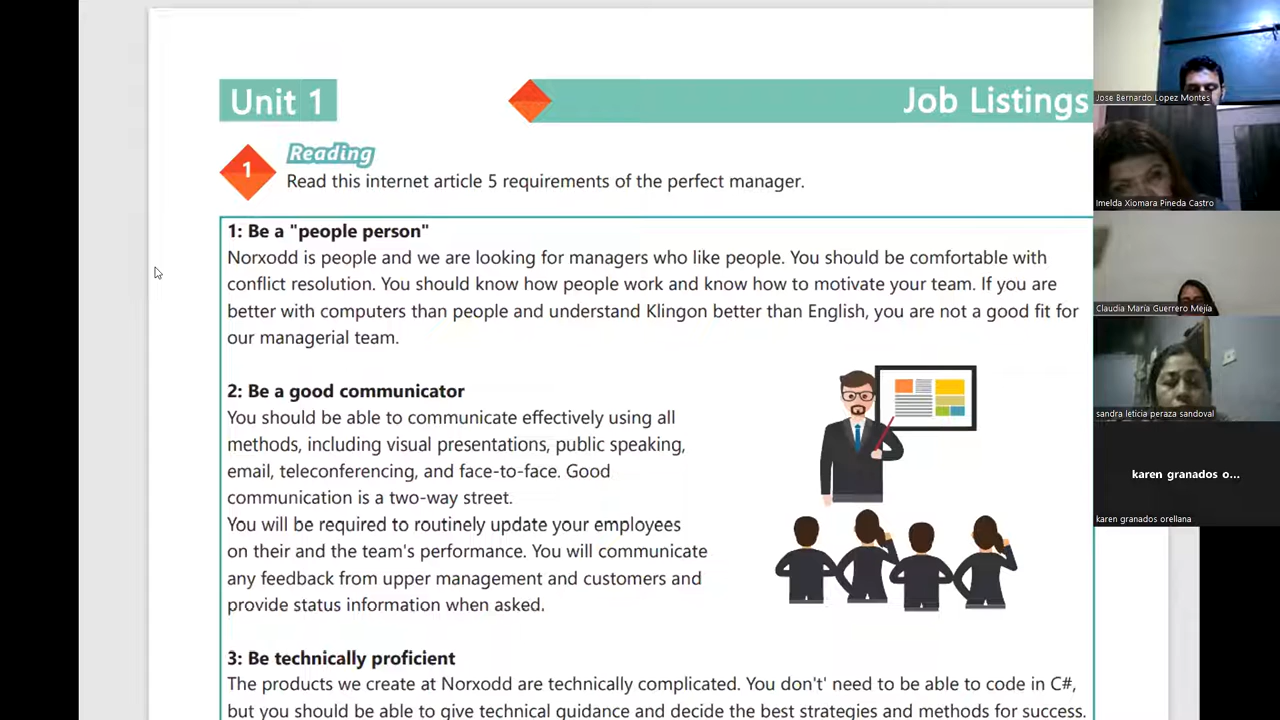 Unit 1
Job Listings
1
Reading
Read this internet article 5 requirements of the perfect manager.
1: Be a "people person"
Norxodd is people and we are looking for managers who like people. You should be comfortable with
conflict resolution. You should know how people work and know how to motivate your team. If you are
better with computers than people and understand Klingon better than English, you are not a good fit for
our managerial team.
2: Be a good communicator
You should be able to communicate effectively using all
methods, including visual presentations, public speaking,
email, teleconferencing, and face-to-face. Good
communication is a two-way street.
You will be required to routinely update your employees
on their and the team's performance. You will communicate
any feedback from upper management and customers and
provide status information when asked.
3: Be technically proficient
The products we create at Norxodd are technically complicated. You don't' need to be able to code in C#,
but you should be able to give technical guidance and decide the best strategies and methods for success.
Jose Bernardo Lopez Montes
Imelda Xiomara Pineda Castro
Claudia María Guerrero Mejía
sandra leticia peraza sandoval
karen granados o...
karen granados orellana